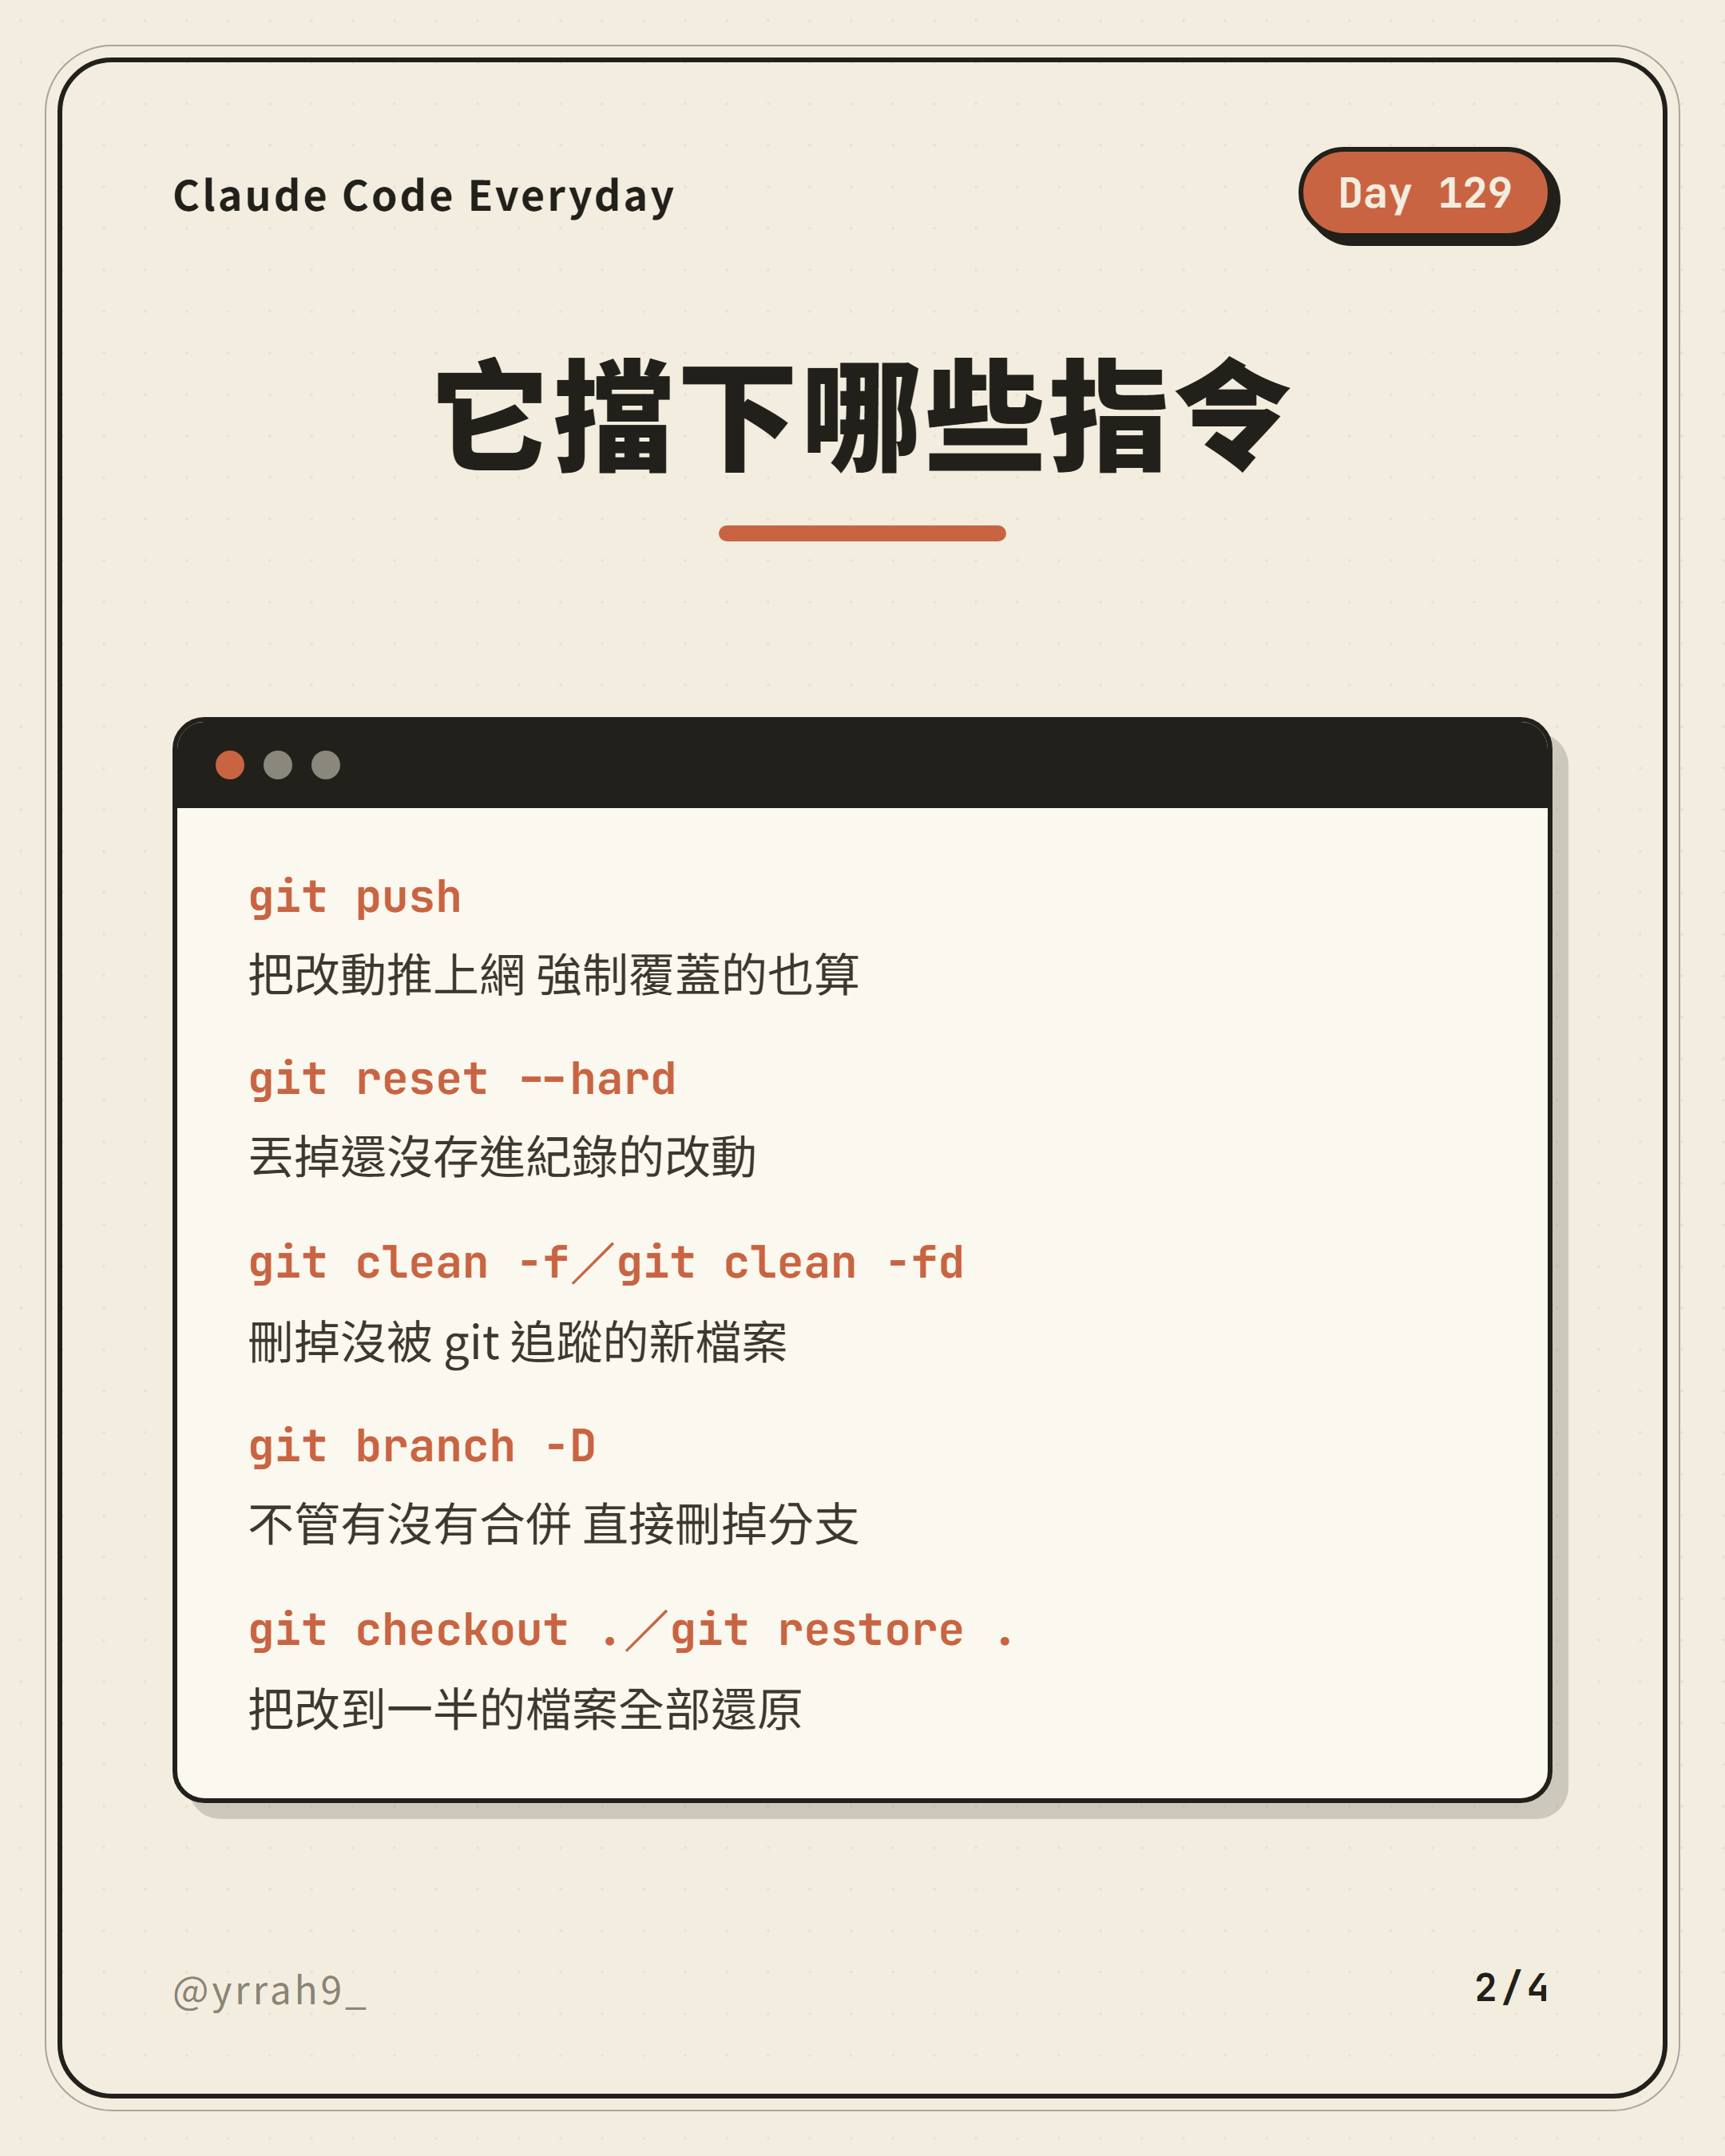 Claude Code Everyday
Day 129
它擋下哪些指令
git push
把改動推上網 強制覆蓋的也算
git reset --hard
丟掉還沒存進紀錄的改動
git clean -f／git clean -fd
刪掉沒被 git 追蹤的新檔案
git branch -D
不管有沒有合併 直接刪掉分支
git checkout .／git restore .
把改到一半的檔案全部還原
@yrrah9_
2/4